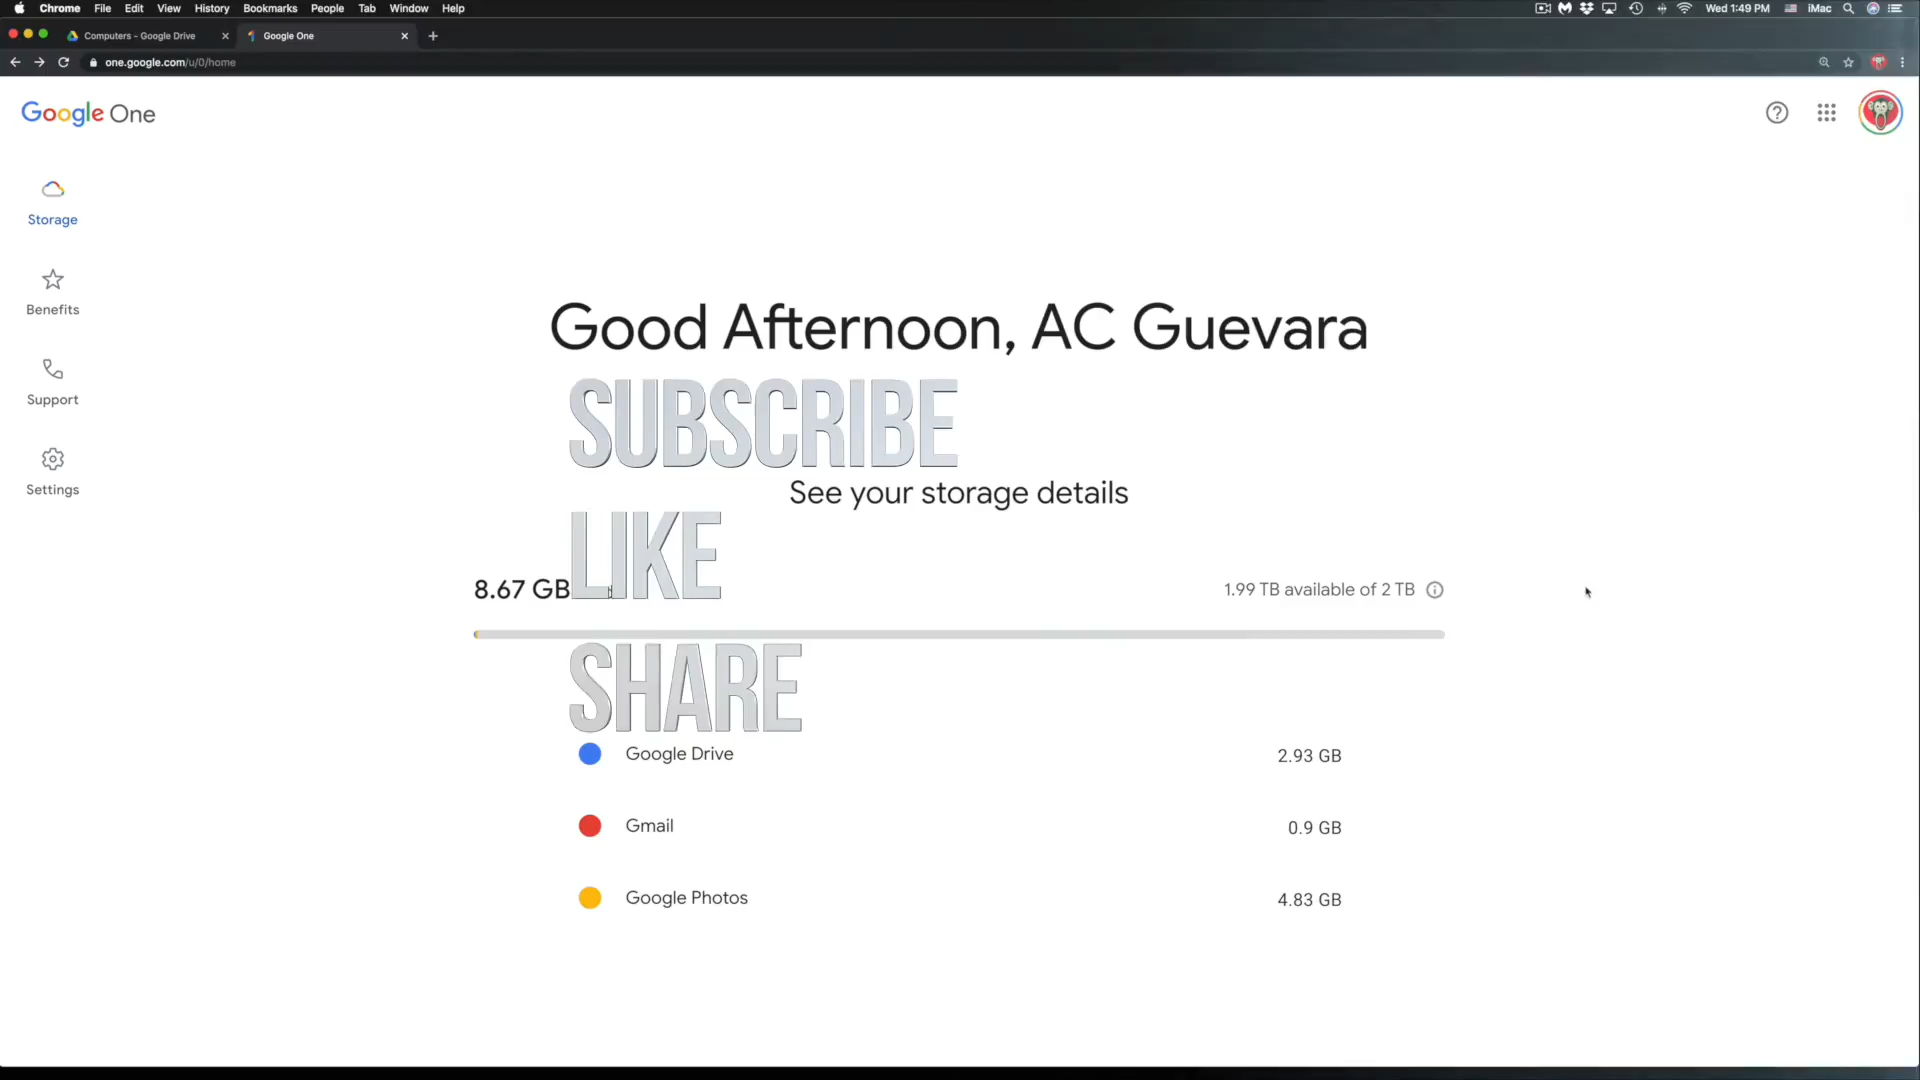 Chrome File Edit View History Bookmarks People Tab Window Help Wed 1:49 PM iMac
Computers - Google Drive Google One
one.google.com/u/0/home
Google One
Storage
Benefits
Support
Settings
Good Afternoon, AC Guevara
SUBSCRIBE
See your storage details
LIKE
8.67 GB 1.99 TB available of 2 TB
SHARE
Google Drive 2.93 GB
Gmail 0.9 GB
Google Photos 4.83 GB